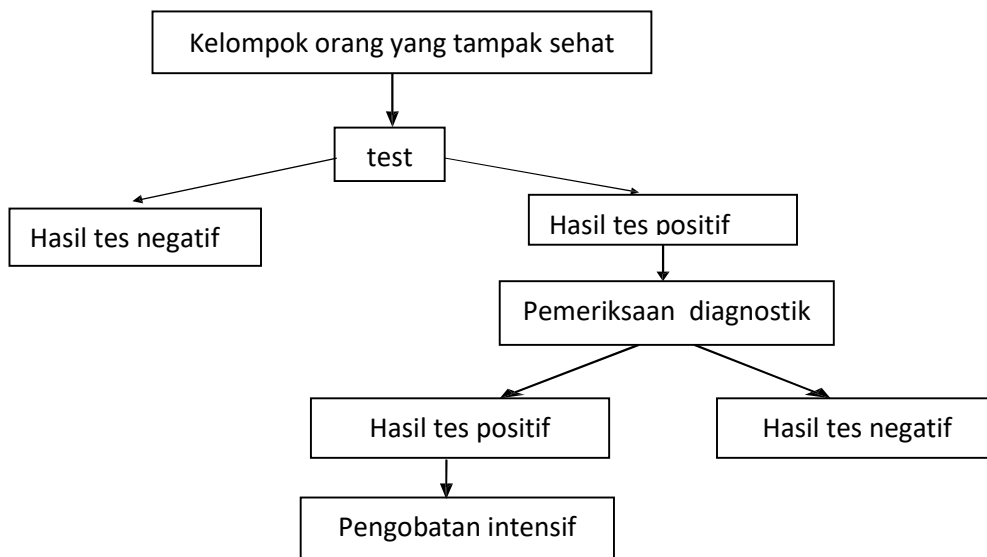 Kelompok orang yang tampak sehat
test
Hasil tes negatif
Hasil tes positif
Pemeriksaan diagnostik
Hasil tes positif
Hasil tes negatif
Pengobatan intensif